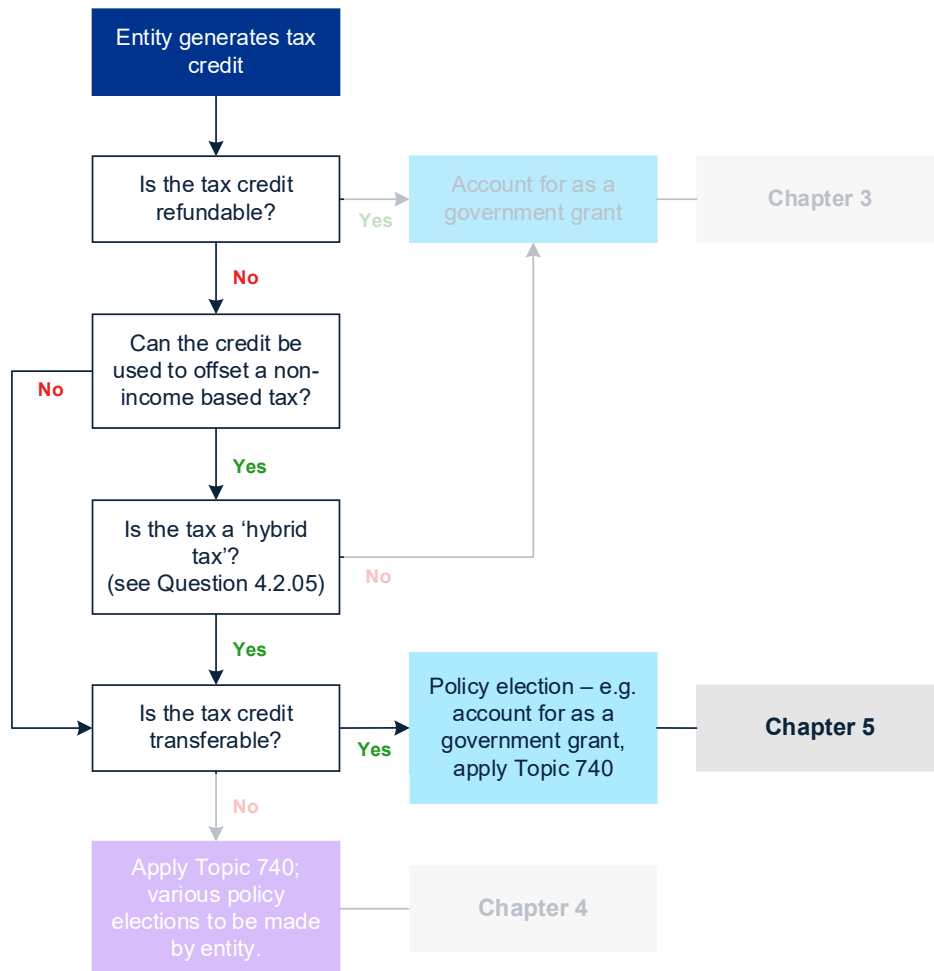 Entity generates tax
credit
Is the tax credit
refundable?
Yes
Account for as a
government grant
Chapter 3
No
Can the credit be
used to offset a non-
income based tax?
No
Yes
Is the tax a ‘hybrid
tax’?
(see Question 4.2.05)
No
Yes
Is the tax credit
transferable?
Yes
Policy election – e.g.
account for as a
government grant,
apply Topic 740
Chapter 5
No
Apply Topic 740;
various policy
elections to be made
by entity.
Chapter 4